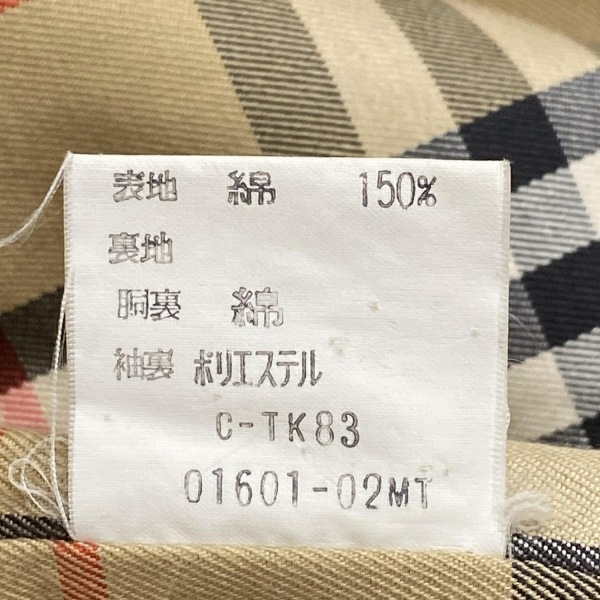 表地 綿 150%
裏地
胴裏 綿
袖裏 ポリエステル
C-TK83
01601-02MT